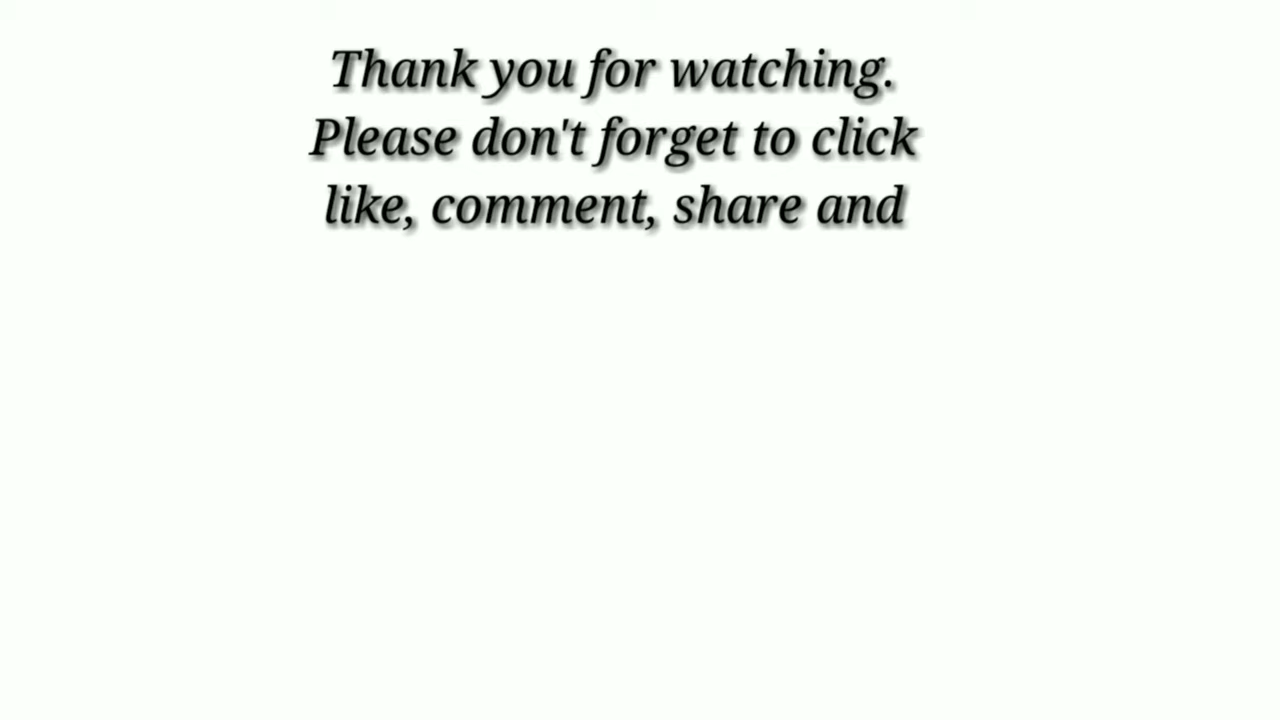 Thank you for watching.
Please don't forget to click
like, comment, share and